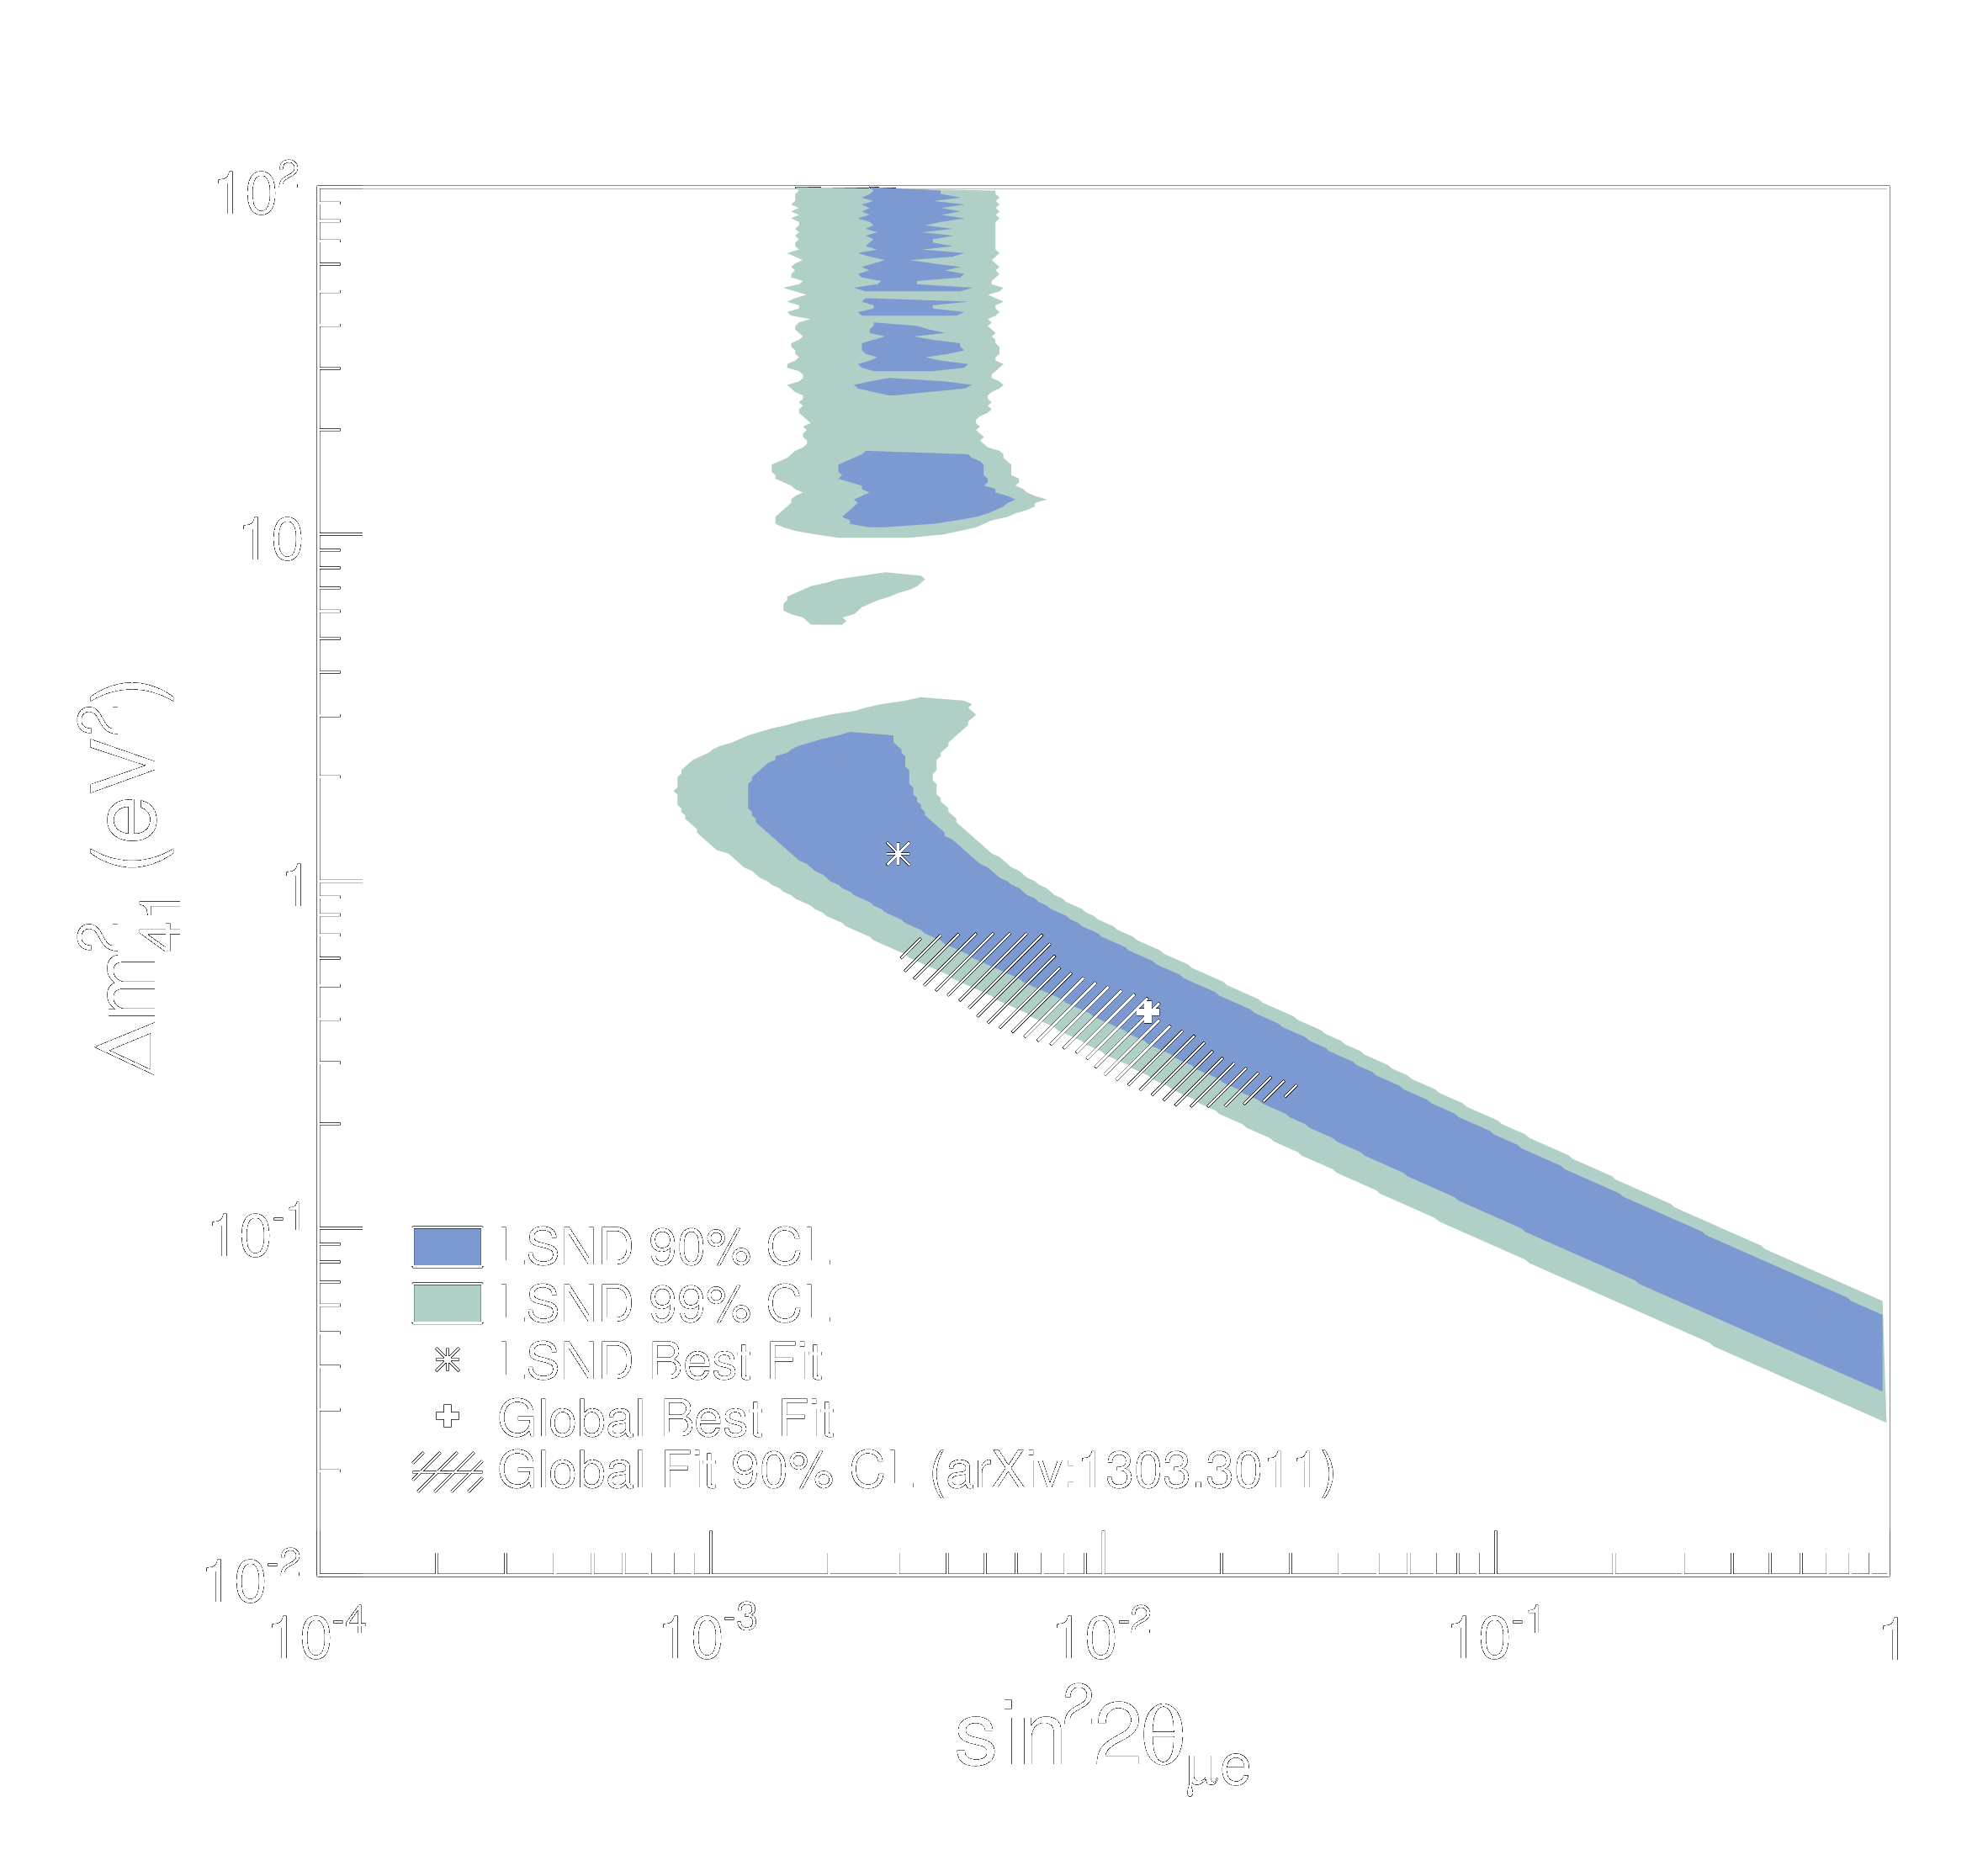 10²
10
1
10⁻¹
10⁻²
Δm²₄₁ (eV²)
LSND 90% CL
LSND 99% CL
LSND Best Fit
Global Best Fit
Global Fit 90% CL (arXiv:1303.3011)
10⁻⁴ 10⁻³ 10⁻² 10⁻¹ 1
sin²2θμe